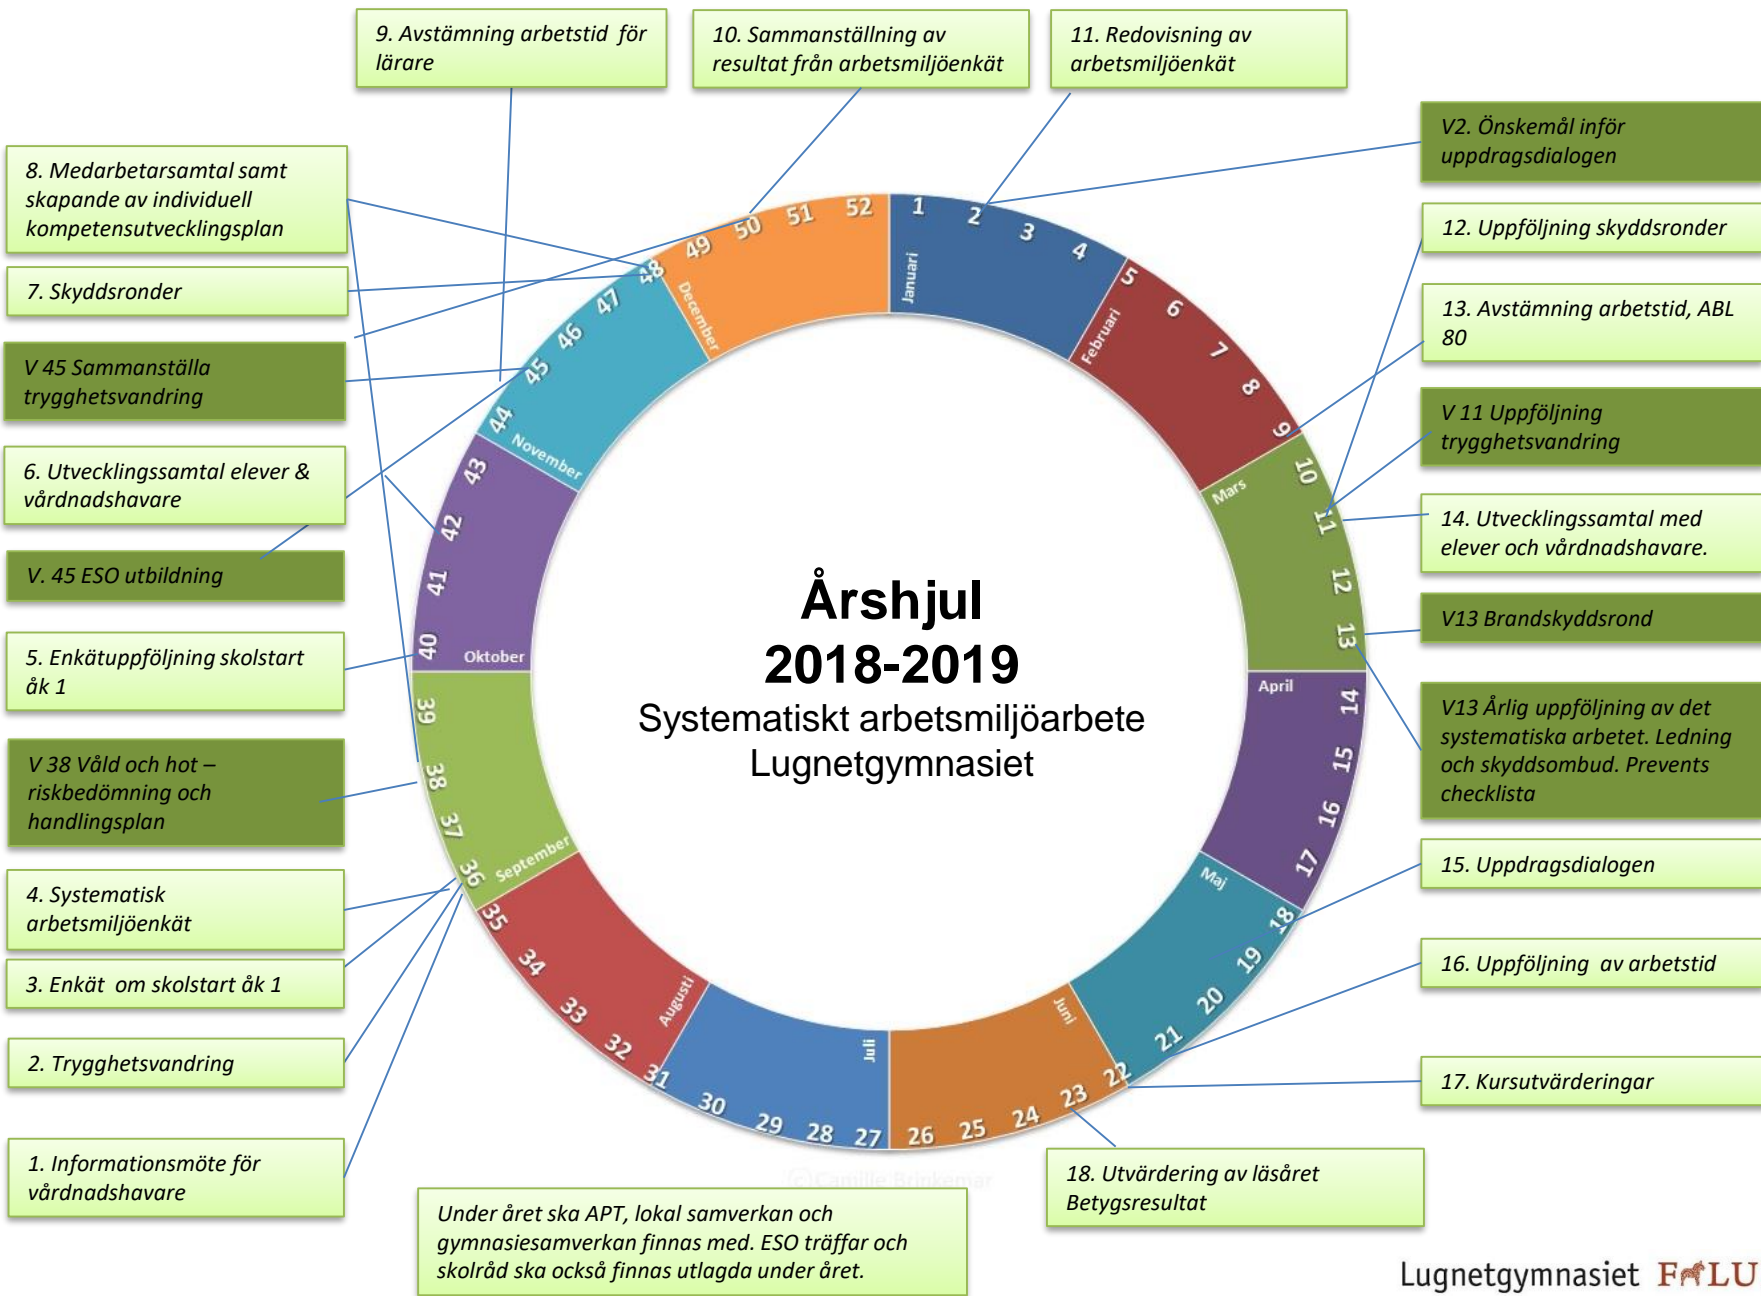 9. Avstämning arbetstid för
lärare
10. Sammanställning av
resultat från arbetsmiljöenkät
11. Redovisning av
arbetsmiljöenkät
V2. Önskemål inför
uppdragsdialogen
12. Uppföljning skyddsronder
13. Avstämning arbetstid, ABL
80
V 11 Uppföljning
trygghetsvandring
14. Utvecklingssamtal med
elever och vårdnadshavare.
V13 Brandskyddsrond
V13 Årlig uppföljning av det
systematiska arbetet. Ledning
och skyddsombud. Prevents
checklista
15. Uppdragsdialogen
16. Uppföljning av arbetstid
17. Kursutvärderingar
18. Utvärdering av läsåret
Betygsresultat
8. Medarbetarsamtal samt
skapande av individuell
kompetensutvecklingsplan
7. Skyddsronder
V 45 Sammanställa
trygghetsvandring
6. Utvecklingssamtal elever &
vårdnadshavare
V. 45 ESO utbildning
5. Enkätuppföljning skolstart
åk 1
V 38 Våld och hot –
riskbedömning och
handlingsplan
4. Systematisk
arbetsmiljöenkät
3. Enkät om skolstart åk 1
2. Trygghetsvandring
1. Informationsmöte för
vårdnadshavare
Januari
1
2
3
4
Februari
5
6
7
8
9
Mars
10
11
12
13
April
14
15
16
17
Maj
18
19
20
21
22
Juni
23
24
25
26
Juli
27
28
29
30
31
Augusti
32
33
34
35
September
36
37
38
39
Oktober
40
41
42
43
November
44
45
46
47
48
December
49
50
51
52
Årshjul
2018-2019
Systematiskt arbetsmiljöarbete
Lugnetgymnasiet
(c) Camille Brinkemar
Under året ska APT, lokal samverkan och
gymnasiesamverkan finnas med. ESO träffar och
skolråd ska också finnas utlagda under året.
Lugnetgymnasiet FALU